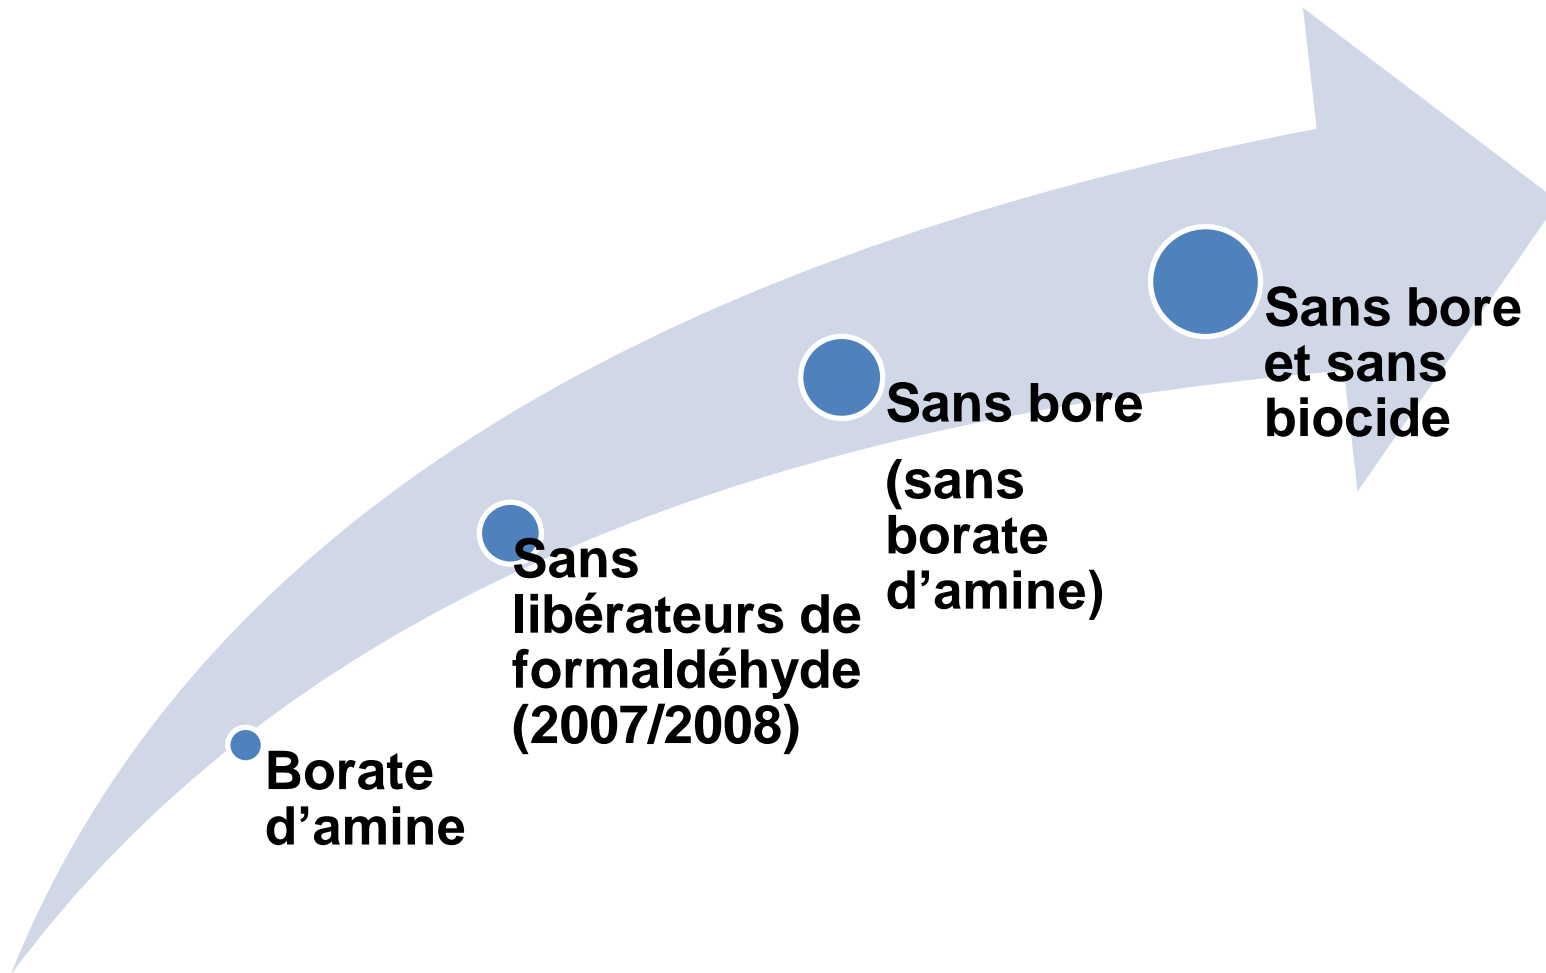 Borate
d’amine
Sans
libérateurs de
formaldéhyde
(2007/2008)
Sans bore
(sans
borate
d’amine)
Sans bore
et sans
biocide